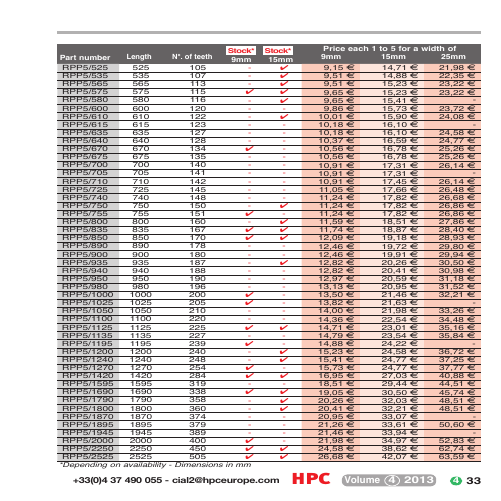 Stock* Stock* Price each 1 to 5 for a width of
Part number Length N°. of teeth 9mm 15mm 9mm 15mm 25mm
RPP5/525 525 105 - ✔ 9,15 € 14,71 € 21,98 €
RPP5/535 535 107 - ✔ 9,51 € 14,88 € 22,35 €
RPP5/565 565 113 - ✔ 9,51 € 15,23 € 23,22 €
RPP5/575 575 115 ✔ ✔ 9,65 € 15,23 € 23,22 €
RPP5/580 580 116 - ✔ 9,65 € 15,41 € -
RPP5/600 600 120 - - 9,86 € 15,73 € 23,72 €
RPP5/610 610 122 - ✔ 10,01 € 15,90 € 24,08 €
RPP5/615 615 123 - - 10,18 € 16,10 € -
RPP5/635 635 127 - - 10,18 € 16,10 € 24,58 €
RPP5/640 640 128 - - 10,37 € 16,59 € 24,77 €
RPP5/670 670 134 ✔ - 10,56 € 16,78 € 25,26 €
RPP5/675 675 135 - - 10,56 € 16,78 € 25,26 €
RPP5/700 700 140 - - 10,91 € 17,31 € 26,14 €
RPP5/705 705 141 - - 10,91 € 17,31 € -
RPP5/710 710 142 - - 10,91 € 17,45 € 26,14 €
RPP5/725 725 145 - - 11,05 € 17,66 € 26,48 €
RPP5/740 740 148 - - 11,24 € 17,82 € 26,68 €
RPP5/750 750 150 - ✔ 11,24 € 17,82 € 26,86 €
RPP5/755 755 151 ✔ - 11,24 € 17,82 € 26,86 €
RPP5/800 800 160 - ✔ 11,59 € 18,51 € 27,86 €
RPP5/835 835 167 ✔ ✔ 11,74 € 18,87 € 28,40 €
RPP5/850 850 170 ✔ ✔ 12,09 € 19,18 € 28,93 €
RPP5/890 890 178 - - 12,46 € 19,72 € 29,80 €
RPP5/900 900 180 - - 12,46 € 19,91 € 29,94 €
RPP5/935 935 187 - ✔ 12,82 € 20,26 € 30,50 €
RPP5/940 940 188 - - 12,82 € 20,41 € 30,98 €
RPP5/950 950 190 - - 12,97 € 20,59 € 31,18 €
RPP5/980 980 196 - - 13,13 € 20,95 € 31,52 €
RPP5/1000 1000 200 ✔ - 13,50 € 21,46 € 32,21 €
RPP5/1025 1025 205 ✔ - 13,82 € 21,63 € -
RPP5/1050 1050 210 - - 14,00 € 21,98 € 33,26 €
RPP5/1100 1100 220 - - 14,36 € 22,54 € 34,48 €
RPP5/1125 1125 225 ✔ ✔ 14,71 € 23,01 € 35,16 €
RPP5/1135 1135 227 - - 14,79 € 23,54 € 35,84 €
RPP5/1195 1195 239 ✔ - 14,88 € 24,22 € -
RPP5/1200 1200 240 - ✔ 15,23 € 24,58 € 36,72 €
RPP5/1240 1240 248 - ✔ 15,41 € 24,77 € 37,25 €
RPP5/1270 1270 254 ✔ - 15,73 € 24,77 € 37,77 €
RPP5/1420 1420 284 ✔ ✔ 16,95 € 27,03 € 40,88 €
RPP5/1595 1595 319 - - 18,51 € 29,44 € 44,51 €
RPP5/1690 1690 338 ✔ ✔ 19,05 € 30,50 € 45,74 €
RPP5/1790 1790 358 - ✔ 20,26 € 32,03 € 48,51 €
RPP5/1800 1800 360 - ✔ 20,41 € 32,21 € 48,51 €
RPP5/1870 1870 374 - - 20,95 € 33,07 € -
RPP5/1895 1895 379 - - 21,26 € 33,61 € 50,60 €
RPP5/1945 1945 389 - - 21,46 € 33,94 € -
RPP5/2000 2000 400 ✔ - 21,98 € 34,97 € 52,83 €
RPP5/2250 2250 450 ✔ ✔ 24,58 € 38,62 € 62,74 €
RPP5/2525 2525 505 ✔ ✔ 26,68 € 42,07 € 63,59 €
*Depending on availability - Dimensions in mm
+33(0)4 37 490 055 - cial2@hpceurope.com HPC Volume 4 2013 4 33